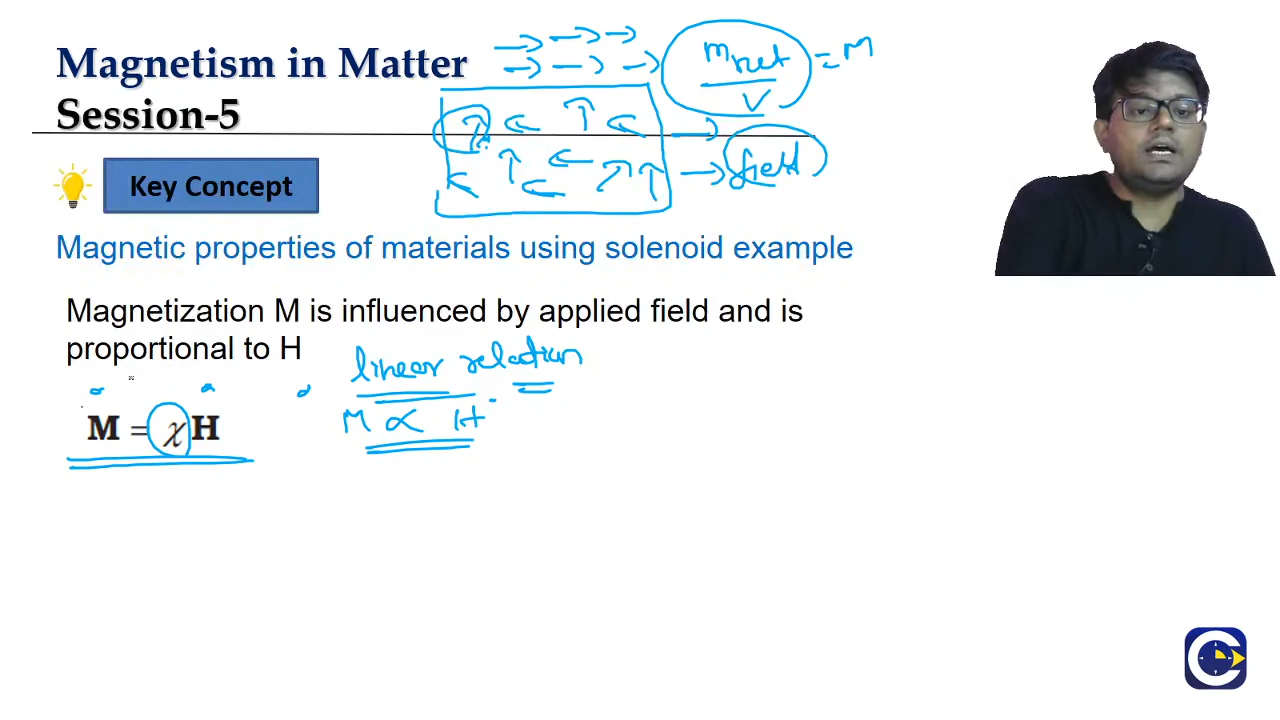 Magnetism in Matter
Session-5
m net
V
= M
field
Key Concept
Magnetic properties of materials using solenoid example
Magnetization M is influenced by applied field and is
proportional to H
linear relation
M = χH
M ∝ H